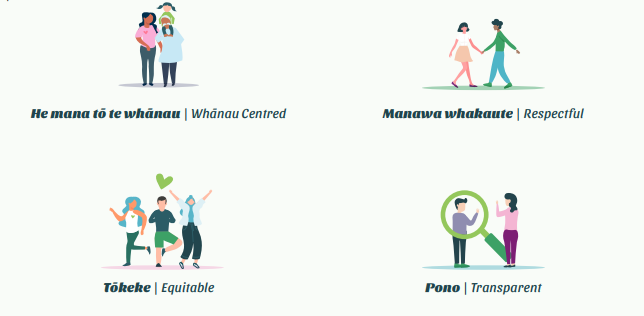 He mana tō te whānau | Whānau Centred
Manawa whakaute | Respectful
Tōkeke | Equitable
Pono | Transparent